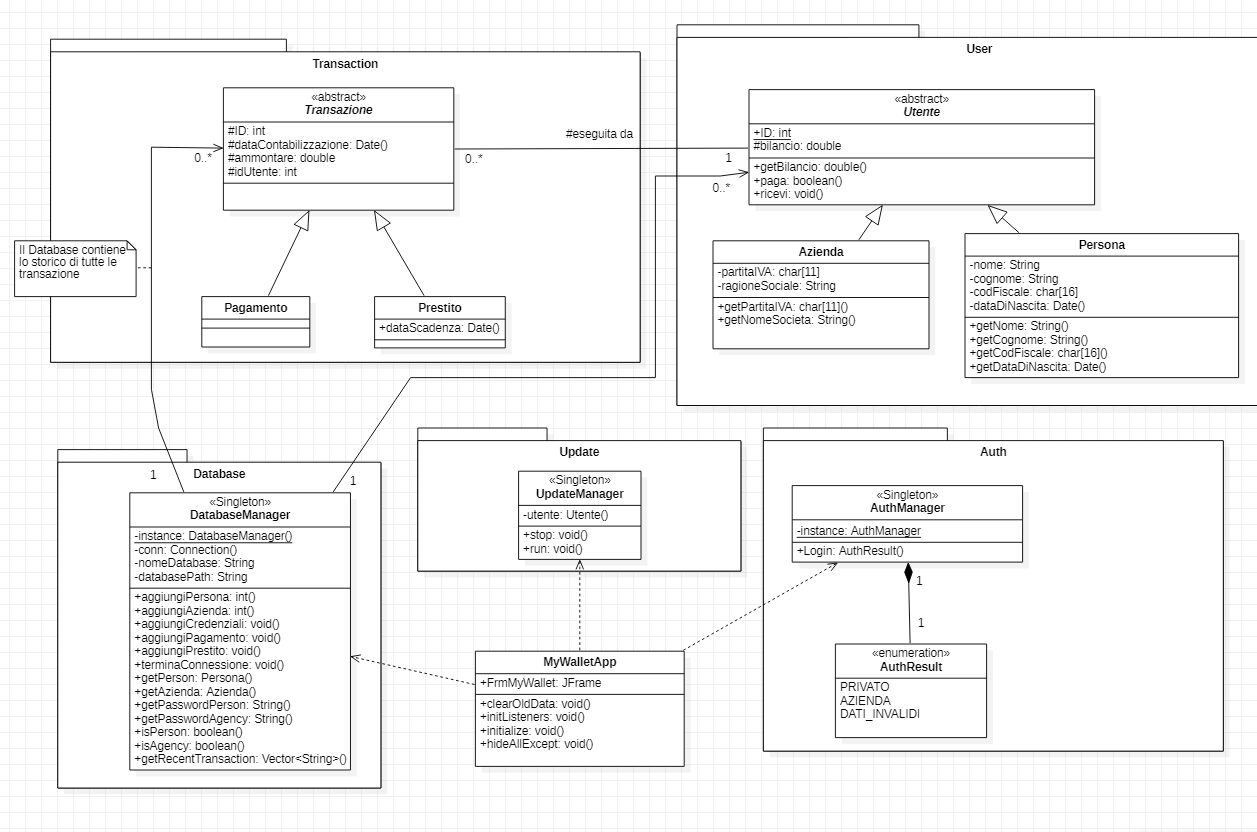 Transaction
«abstract»
Transazione
#ID: int
#dataContabilizzazione: Date()
#ammontare: double
#idUtente: int
0..*
0..*
#eseguita da
1
0..*
Il Database contiene
lo storico di tutte le
transazione
Pagamento
Prestito
+dataScadenza: Date()
User
«abstract»
Utente
+ID: int
#bilancio: double
+getBilancio: double()
+paga: boolean()
+ricevi: void()
Azienda
-partitaIVA: char[11]
-ragioneSociale: String
+getPartitaIVA: char[11]()
+getNomeSocieta: String()
Persona
-nome: String
-cognome: String
-codFiscale: char[16]
-dataDiNascita: Date()
+getNome: String()
+getCognome: String()
+getCodFiscale: char[16]()
+getDataDiNascita: Date()
1
Database
1
«Singleton»
DatabaseManager
-instance: DatabaseManager()
-conn: Connection()
-nomeDatabase: String
-databasePath: String
+aggiungiPersona: int()
+aggiungiAzienda: int()
+aggiungiCredenziali: void()
+aggiungiPagamento: void()
+aggiungiPrestito: void()
+terminaConnessione: void()
+getPerson: Persona()
+getAzienda: Azienda()
+getPasswordPerson: String()
+getPasswordAgency: String()
+isPerson: boolean()
+isAgency: boolean()
+getRecentTransaction: Vector<String>()
Update
«Singleton»
UpdateManager
-utente: Utente()
+stop: void()
+run: void()
MyWalletApp
+FrmMyWallet: JFrame
+clearOldData: void()
+initListeners: void()
+initialize: void()
+hideAllExcept: void()
Auth
«Singleton»
AuthManager
-instance: AuthManager
+Login: AuthResult()
1
1
«enumeration»
AuthResult
PRIVATO
AZIENDA
DATI_INVALIDI